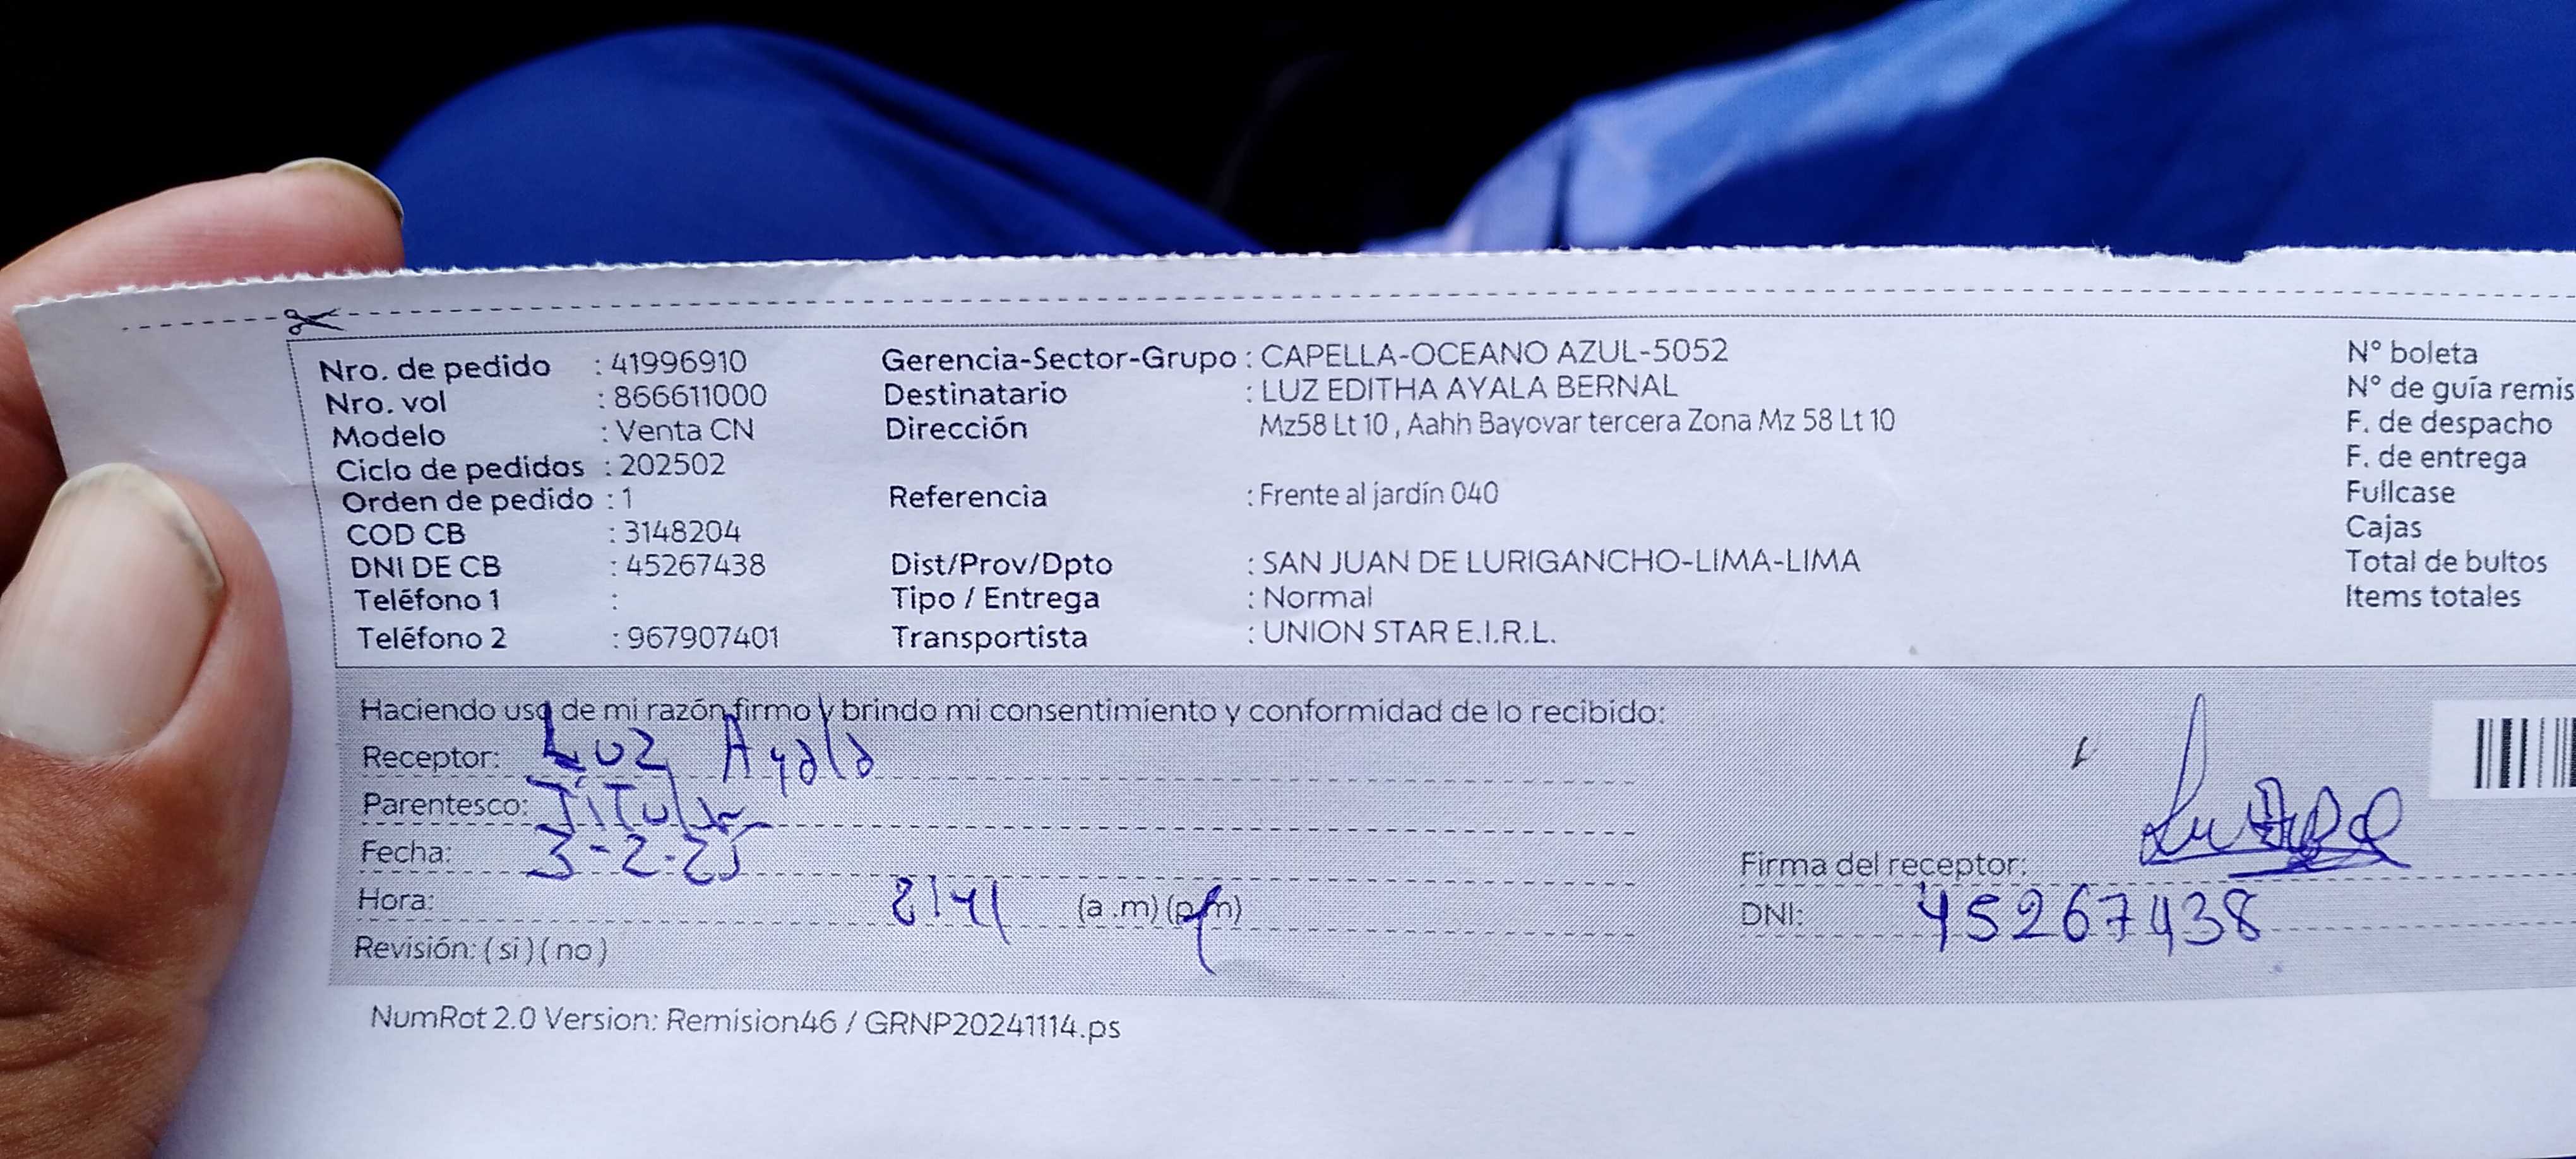 Nro. de pedido : 41996910 Gerencia-Sector-Grupo : CAPELLA-OCEANO AZUL-5052 N° boleta
Nro. vol : 866611000 Destinatario : LUZ EDITHA AYALA BERNAL N° de guía remis
Modelo : Venta CN Dirección Mz58 Lt 10 , Aahh Bayovar tercera Zona Mz 58 Lt 10 F. de despacho
Ciclo de pedidos : 202502 F. de entrega
Orden de pedido : 1 Referencia : Frente al jardín 040 Fullcase
COD CB : 3148204 Cajas
DNI DE CB : 45267438 Dist/Prov/Dpto : SAN JUAN DE LURIGANCHO-LIMA-LIMA Total de bultos
Teléfono 1 : Tipo / Entrega : Normal Items totales
Teléfono 2 : 967907401 Transportista : UNION STAR E.I.R.L.
Haciendo uso de mi razón firmo y brindo mi consentimiento y conformidad de lo recibido:
Receptor: Luz Ayala
Parentesco: Titular
Fecha: 3-2-25
Firma del receptor:
Hora: (a .m) (p.m)
DNI: 45267438
Revisión: ( si ) ( no )
NumRot 2.0 Version: Remision46 / GRNP20241114.ps